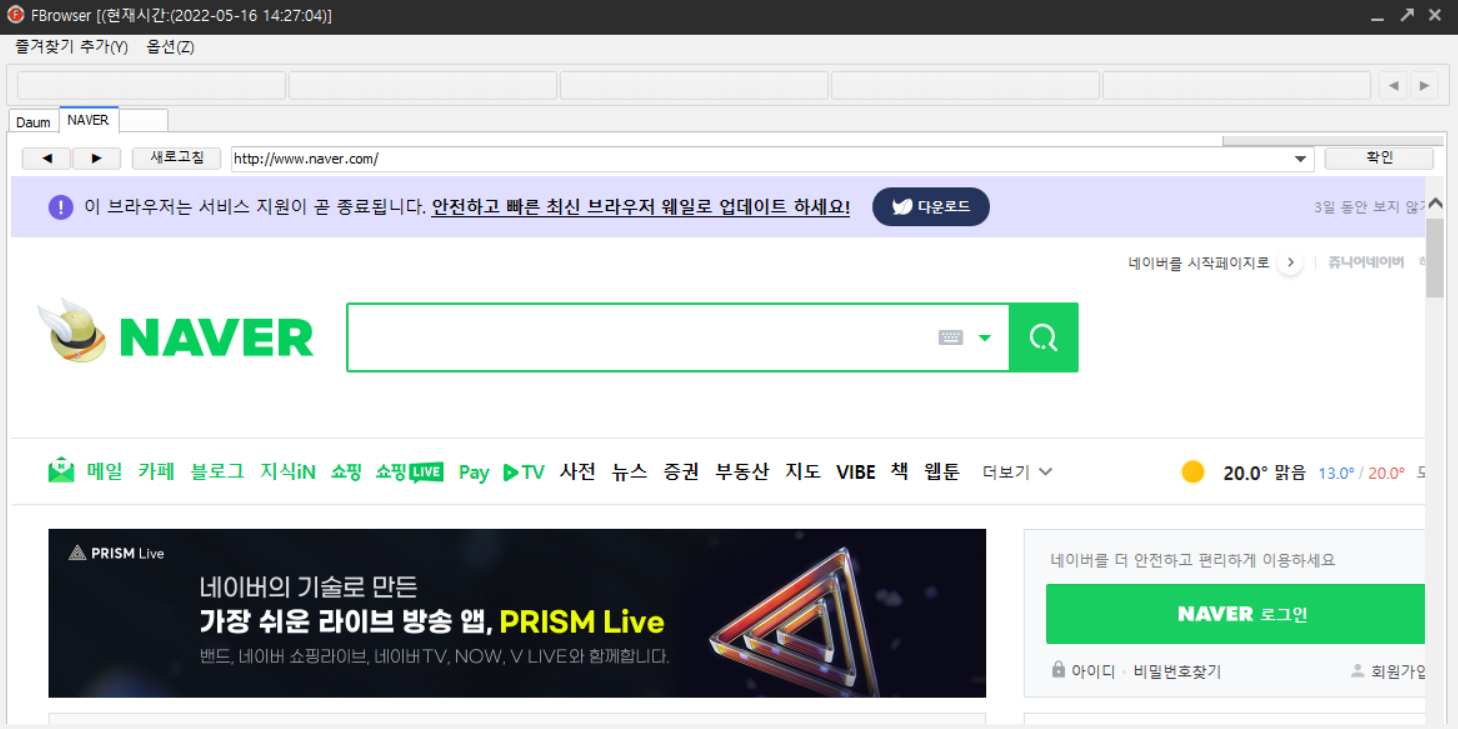 FBrowser [(현재시간:(2022-05-16 14:27:04)]
즐겨찾기 추가(Y) 옵션(Z)
Daum NAVER
새로고침 http://www.naver.com/ 확인
이 브라우저는 서비스 지원이 곧 종료됩니다. 안전하고 빠른 최신 브라우저 웨일로 업데이트 하세요! 다운로드 3일 동안 보지 않기
네이버를 시작페이지로 쥬니어네이버
NAVER
메일 카페 블로그 지식iN 쇼핑 쇼핑LIVE Pay TV 사전 뉴스 증권 부동산 지도 VIBE 책 웹툰 더보기 20.0° 맑음 13.0° / 20.0°
PRISM Live
네이버의 기술로 만든
가장 쉬운 라이브 방송 앱, PRISM Live
밴드, 네이버 쇼핑라이브, 네이버TV, NOW, V LIVE와 함께합니다.
네이버를 더 안전하고 편리하게 이용하세요
NAVER 로그인
아이디 · 비밀번호찾기 회원가입